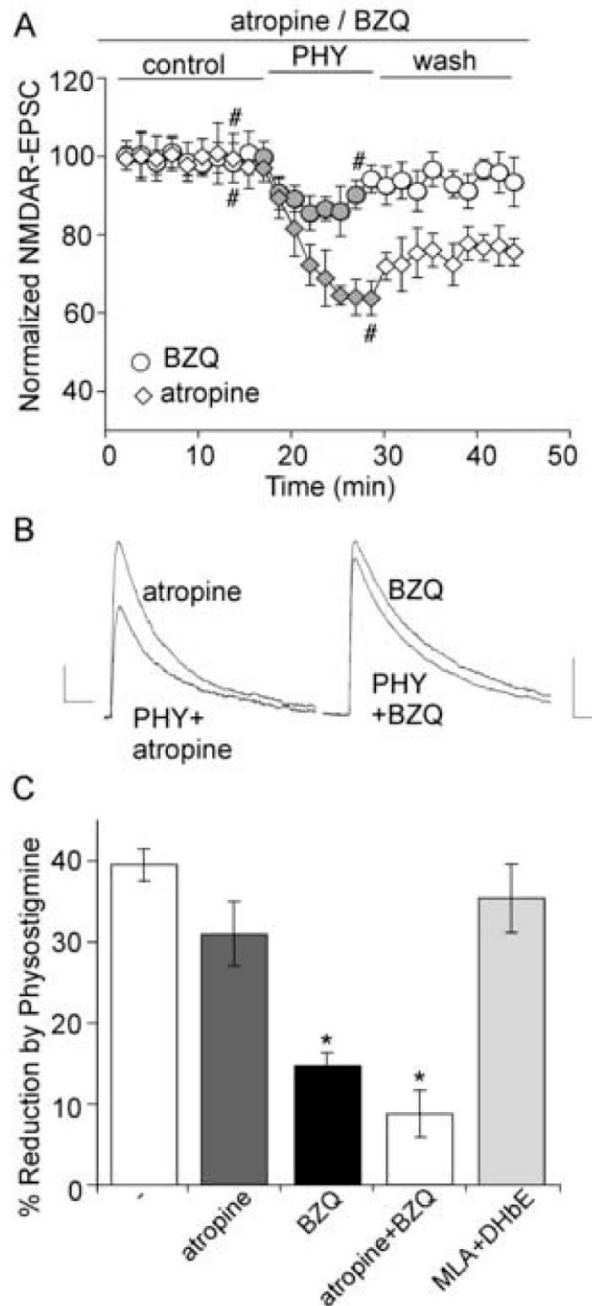 A
atropine / BZQ
control PHY wash
120
100
80
60
40
Normalized NMDAR-EPSC
#
#
#
#
BZQ
atropine
0 10 20 30 40 50
Time (min)
B
atropine
PHY+
atropine
BZQ
PHY
+BZQ
C
% Reduction by Physostigmine
40
30
20
10
0
*
*
-
atropine
BZQ
atropine+BZQ
MLA+DHbE